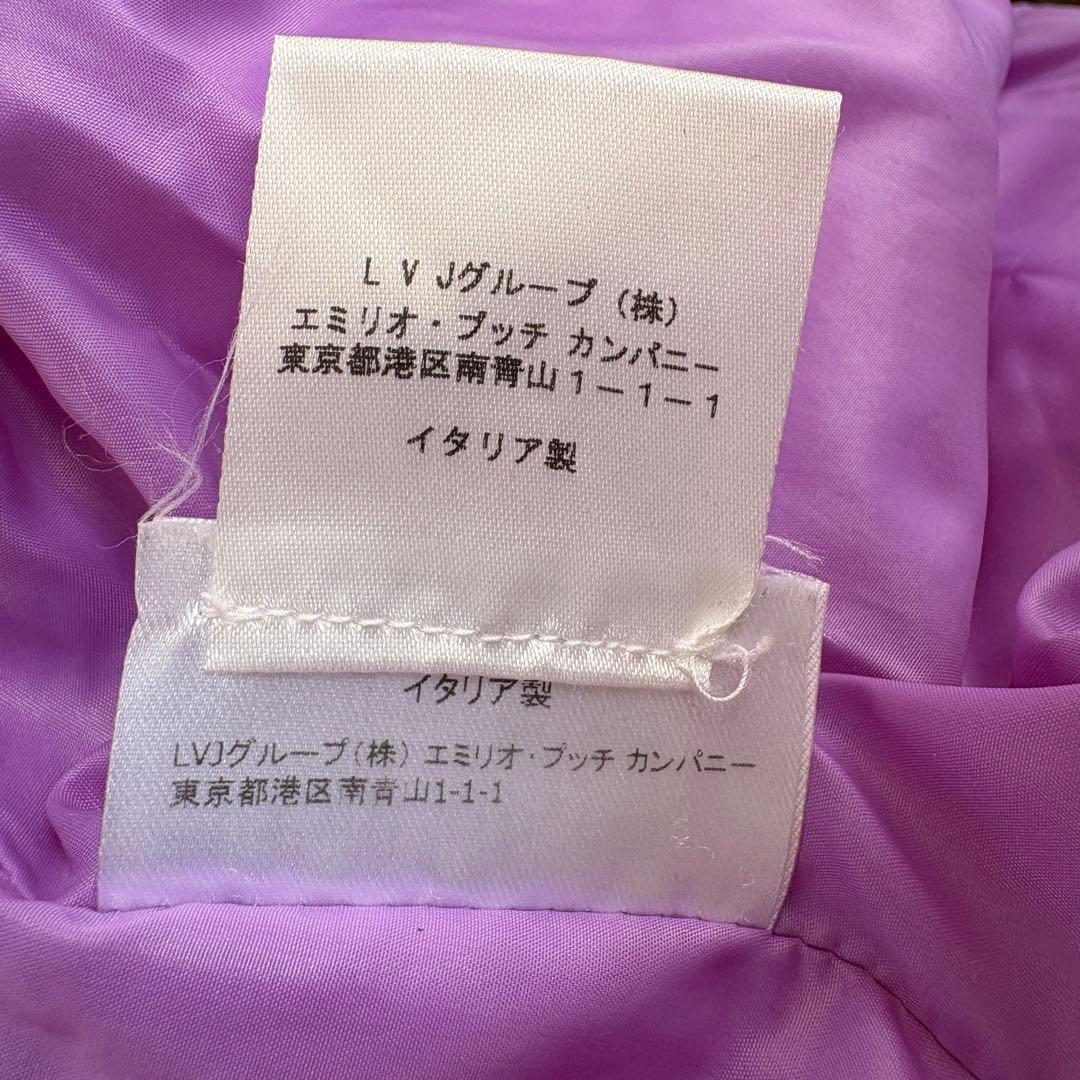 ＬＶＪグループ（株）
エミリオ・プッチ カンパニー
東京都港区南青山１－１－１
イタリア製
イタリア製
LVJグループ(株) エミリオ・プッチ カンパニー
東京都港区南青山1-1-1